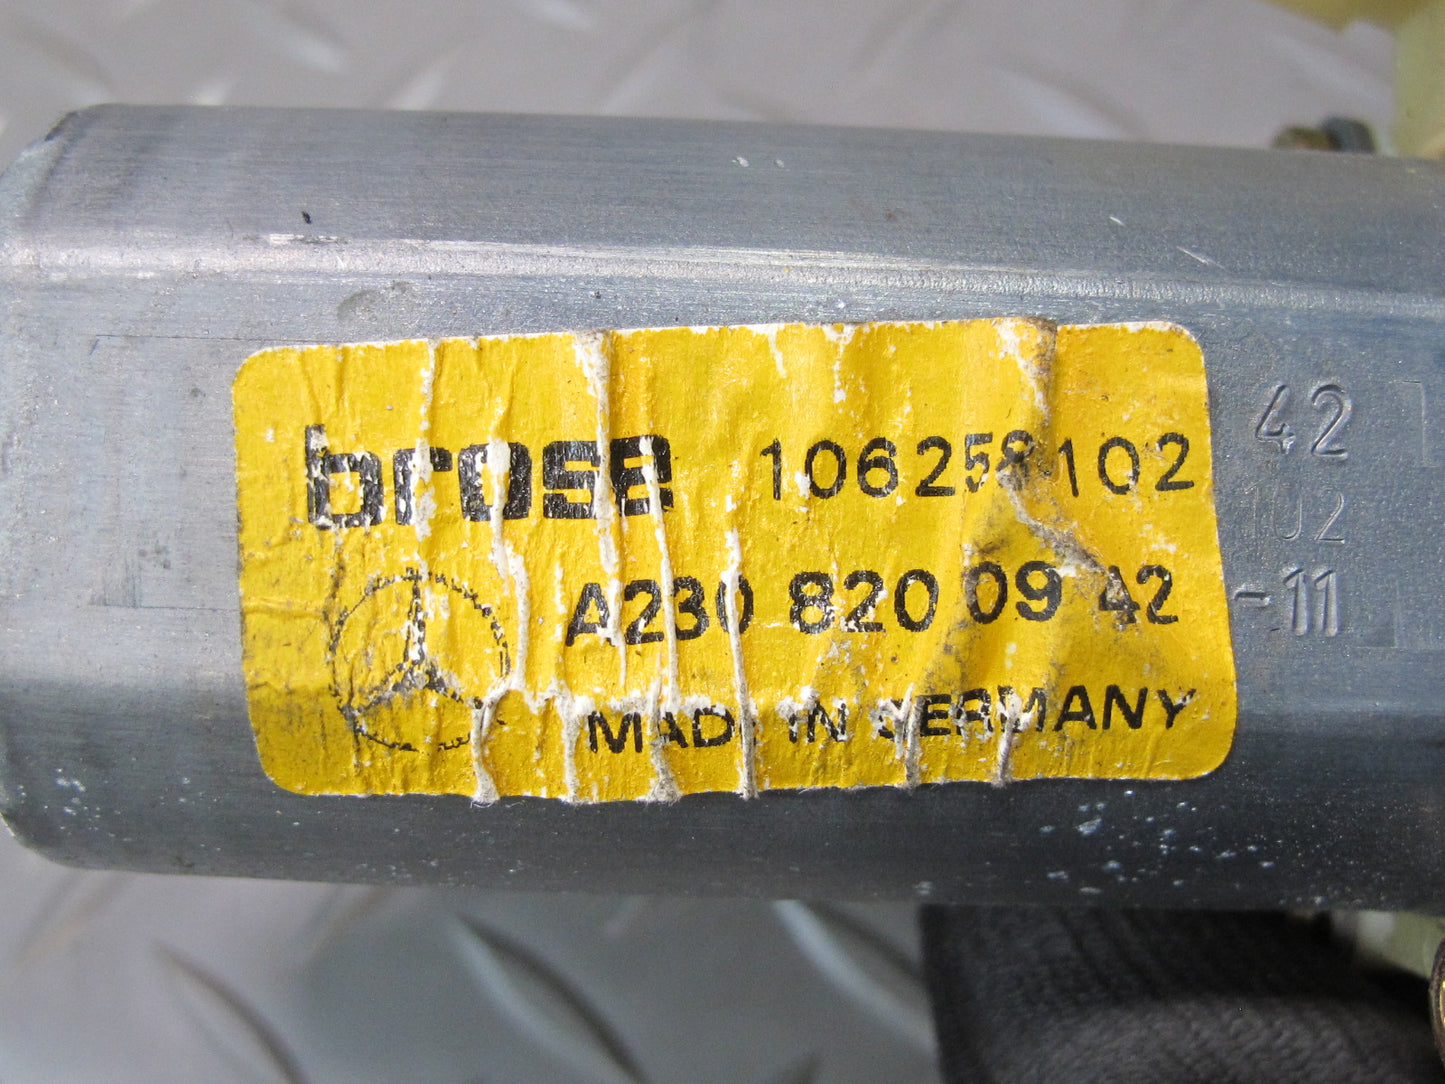 brose 106258102
A230 820 09 42
MADE IN GERMANY
42
102
-11